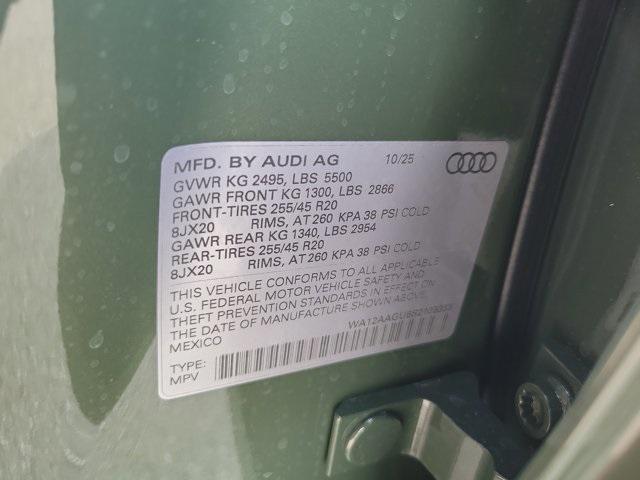 MFD. BY AUDI AG 10/25
GVWR KG 2495, LBS 5500
GAWR FRONT KG 1300, LBS 2866
FRONT-TIRES 255/45 R20
8JX20 RIMS, AT 260 KPA 38 PSI COLD
GAWR REAR KG 1340, LBS 2954
REAR-TIRES 255/45 R20
8JX20 RIMS, AT 260 KPA 38 PSI COLD
THIS VEHICLE CONFORMS TO ALL APPLICABLE
U.S. FEDERAL MOTOR VEHICLE SAFETY AND
THEFT PREVENTION STANDARDS IN EFFECT ON
THE DATE OF MANUFACTURE SHOWN ABOVE.
MEXICO
TYPE:
MPV